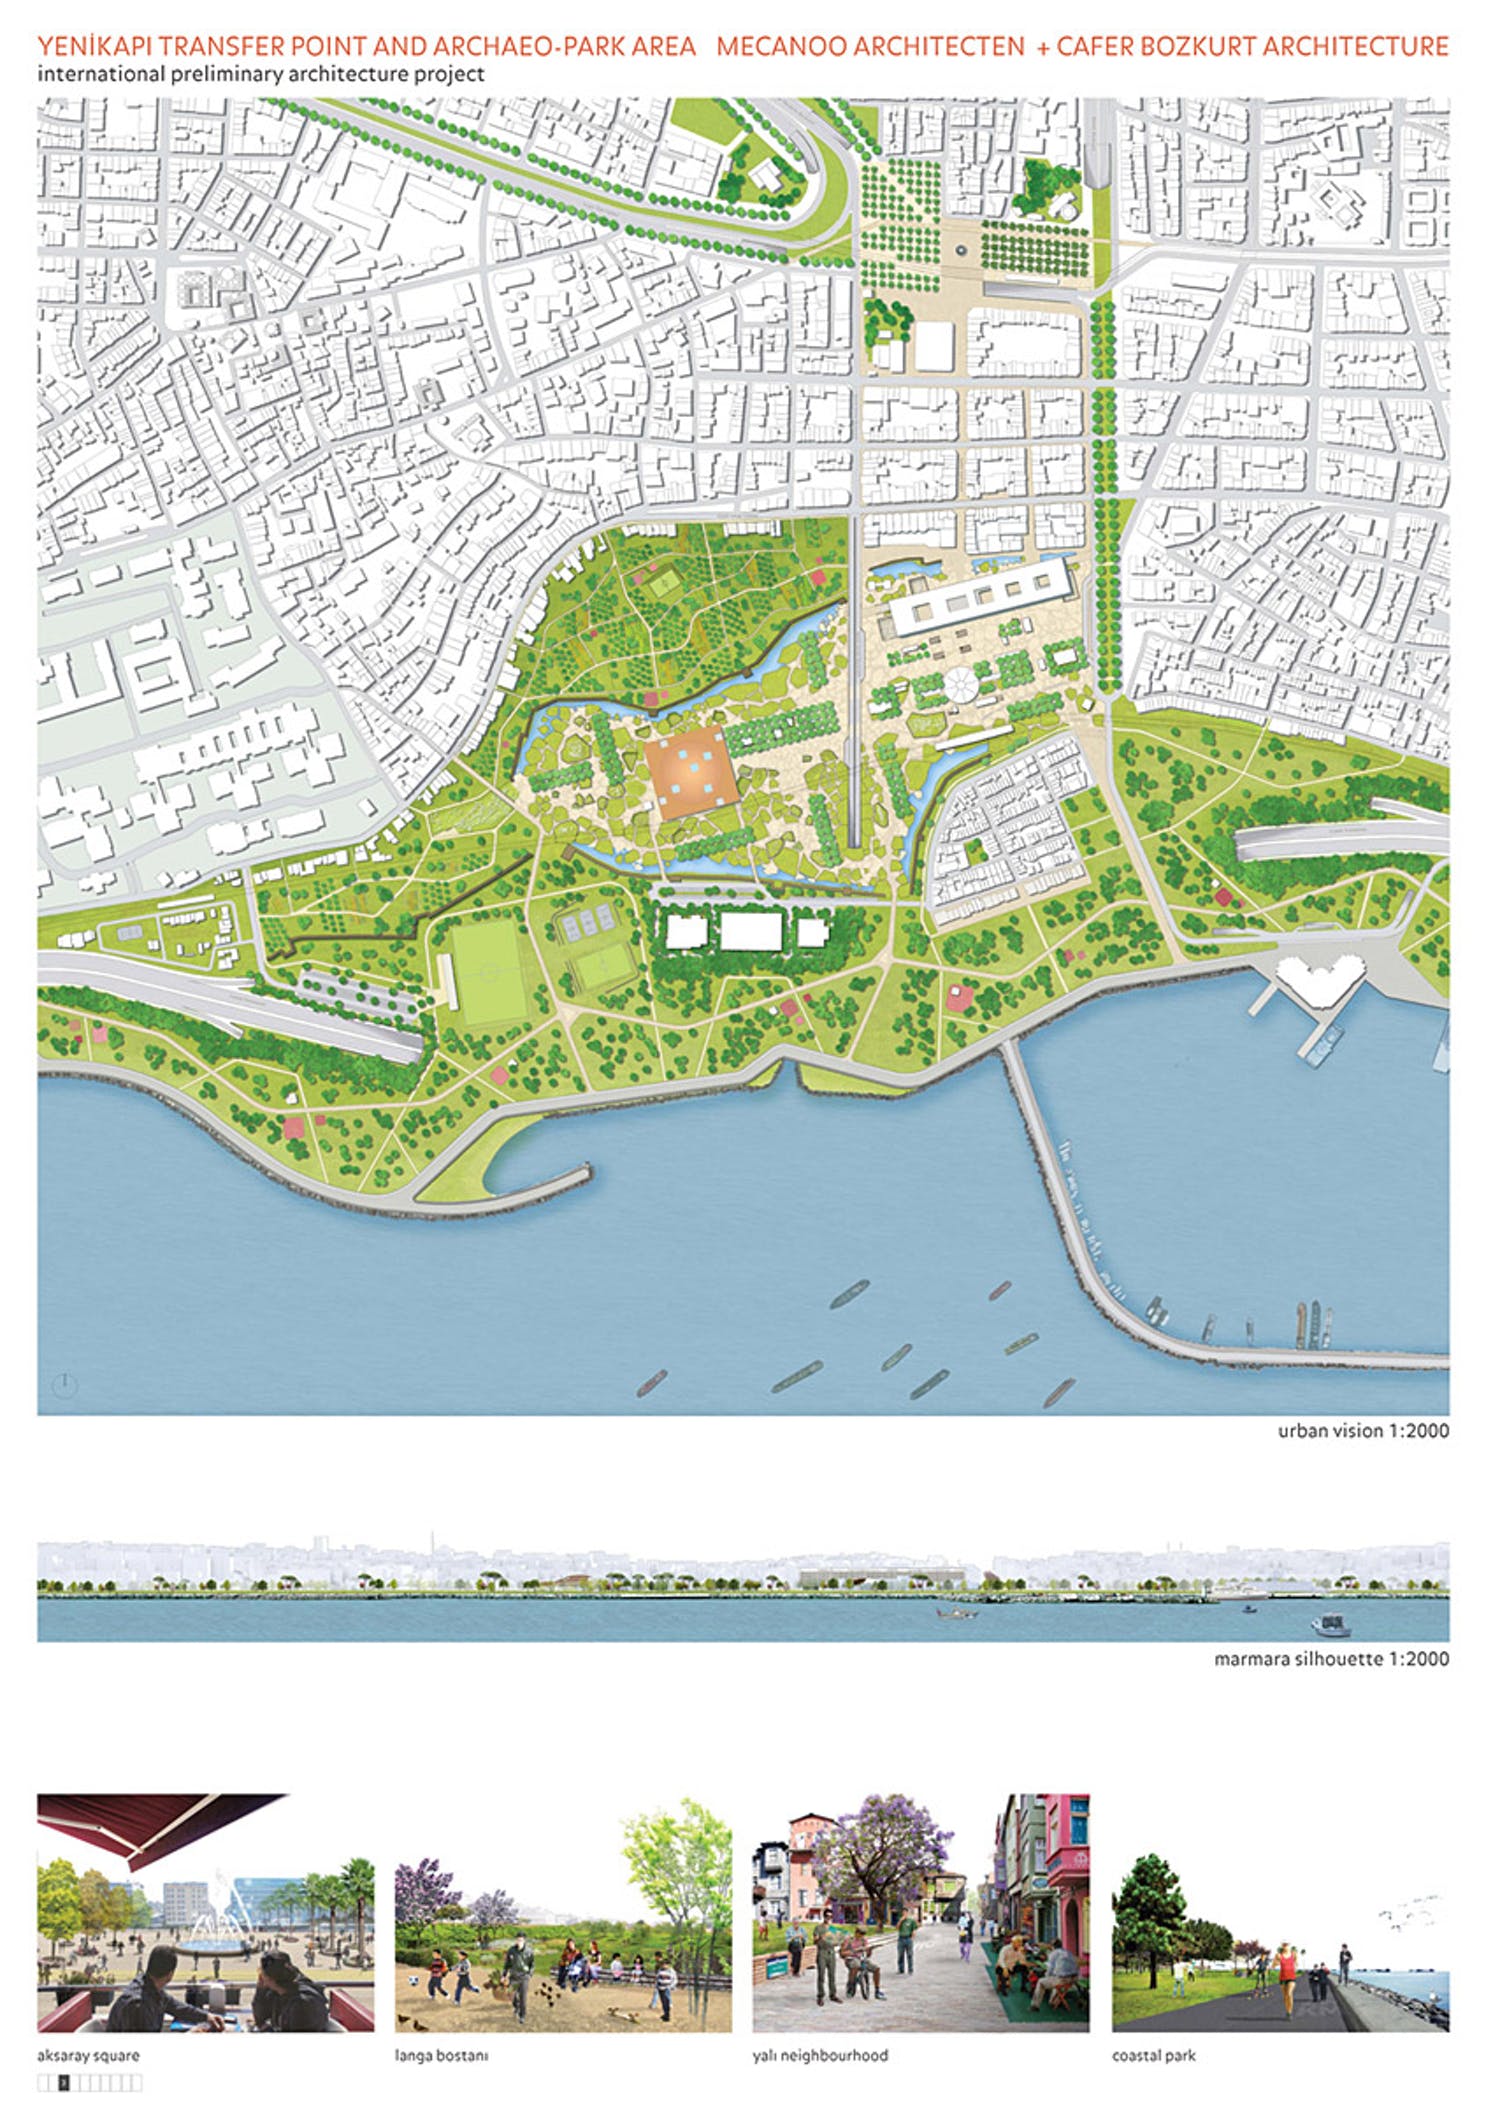 YENİKAPI TRANSFER POINT AND ARCHAEO-PARK AREA MECANOO ARCHITECTEN + CAFER BOZKURT ARCHITECTURE
international preliminary architecture project
urban vision 1:2000
marmara silhouette 1:2000
aksaray square
langa bostanı
yalı neighbourhood
coastal park